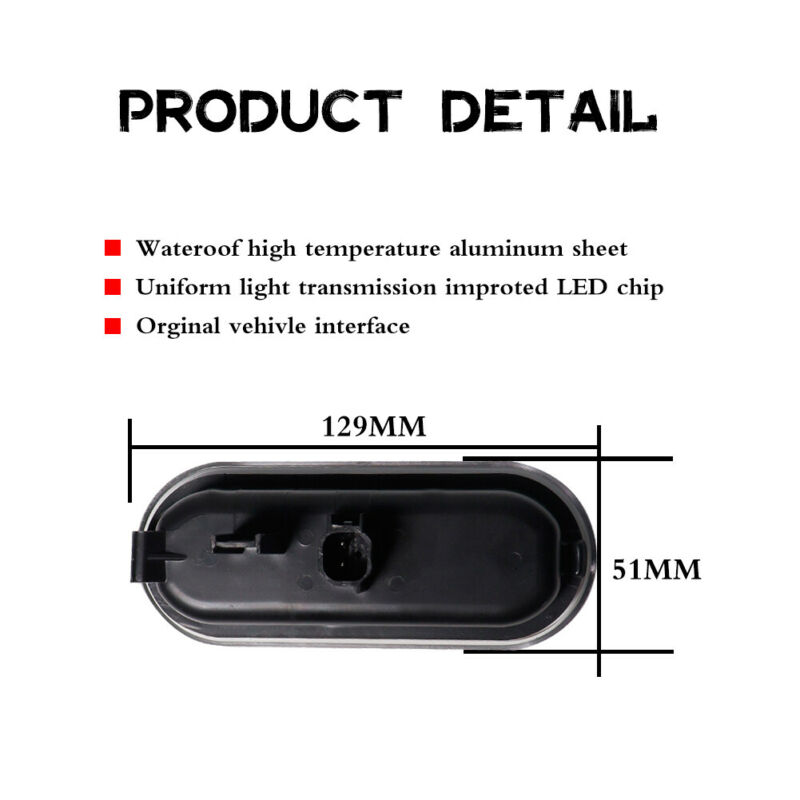 PRODUCT DETAIL
Wateroof high temperature aluminum sheet
Uniform light transmission improted LED chip
Orginal vehivle interface
129MM
51MM